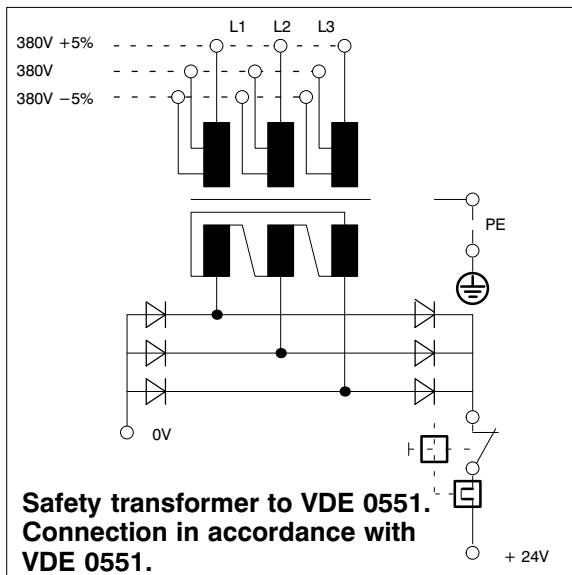 L1 L2 L3
380V +5%
380V
380V −5%
PE
0V
Safety transformer to VDE 0551.
Connection in accordance with
VDE 0551.
+ 24V